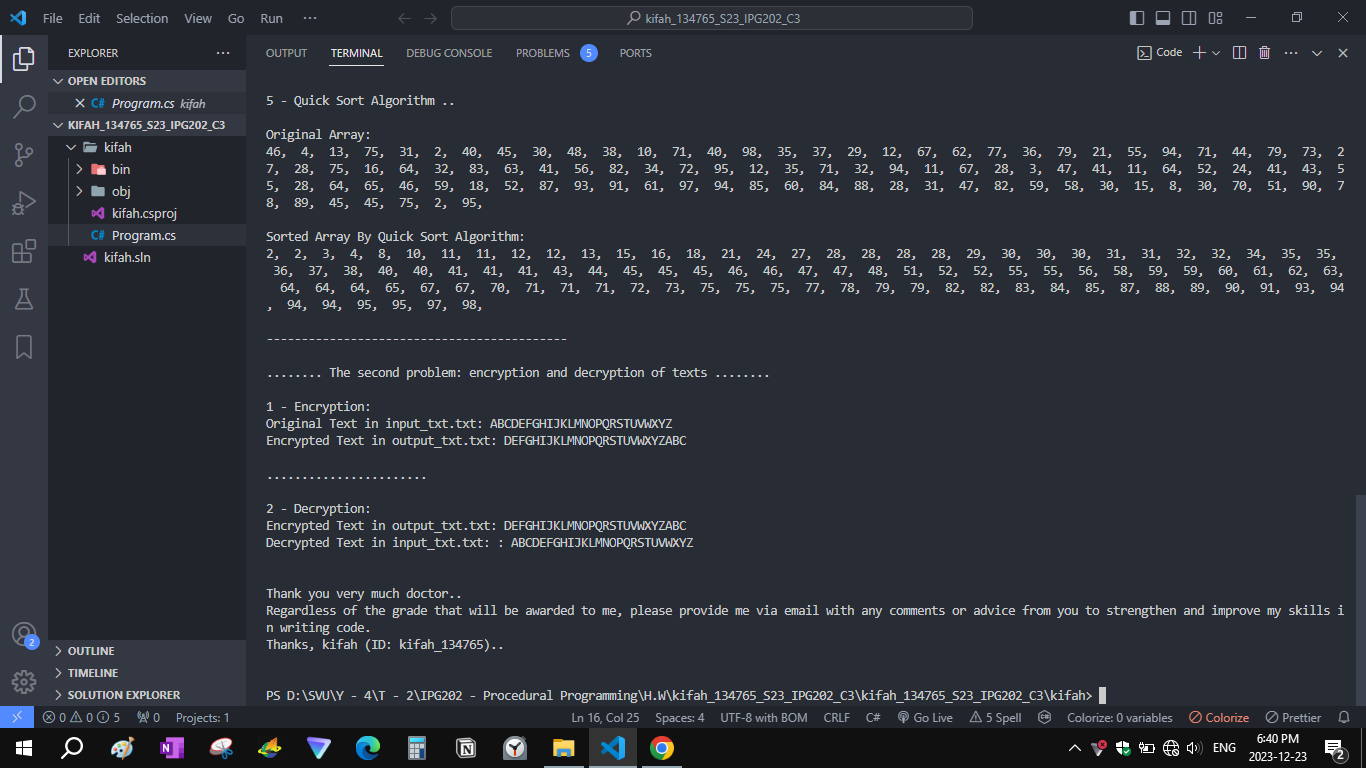 File Edit Selection View Go Run ··· kifah_134765_S23_IPG202_C3
EXPLORER ···
OPEN EDITORS
C# Program.cs kifah
KIFAH_134765_S23_IPG202_C3
kifah
bin
obj
kifah.csproj
C# Program.cs
kifah.sln
OUTLINE
TIMELINE
SOLUTION EXPLORER
2
OUTPUT TERMINAL DEBUG CONSOLE PROBLEMS 5 PORTS Code
5 - Quick Sort Algorithm ..
Original Array:
46, 4, 13, 75, 31, 2, 40, 45, 30, 48, 38, 10, 71, 40, 98, 35, 37, 29, 12, 67, 62, 77, 36, 79, 21, 55, 94, 71, 44, 79, 73, 2
7, 28, 75, 16, 64, 32, 83, 63, 41, 56, 82, 34, 72, 95, 12, 35, 71, 32, 94, 11, 67, 28, 3, 47, 41, 11, 64, 52, 24, 41, 43, 5
5, 28, 64, 65, 46, 59, 18, 52, 87, 93, 91, 61, 97, 94, 85, 60, 84, 88, 28, 31, 47, 82, 59, 58, 30, 15, 8, 30, 70, 51, 90, 7
8, 89, 45, 45, 75, 2, 95,
Sorted Array By Quick Sort Algorithm:
2, 2, 3, 4, 8, 10, 11, 11, 12, 12, 13, 15, 16, 18, 21, 24, 27, 28, 28, 28, 28, 29, 30, 30, 30, 31, 31, 32, 32, 34, 35, 35,
36, 37, 38, 40, 40, 41, 41, 41, 43, 44, 45, 45, 45, 46, 46, 47, 47, 48, 51, 52, 52, 55, 55, 56, 58, 59, 59, 60, 61, 62, 63,
64, 64, 64, 65, 67, 67, 70, 71, 71, 71, 72, 73, 75, 75, 75, 77, 78, 79, 79, 82, 82, 83, 84, 85, 87, 88, 89, 90, 91, 93, 94
, 94, 94, 95, 95, 97, 98,
-------------------------------------------
........ The second problem: encryption and decryption of texts ........
1 - Encryption:
Original Text in input_txt.txt: ABCDEFGHIJKLMNOPQRSTUVWXYZ
Encrypted Text in output_txt.txt: DEFGHIJKLMNOPQRSTUVWXYZABC
.......................
2 - Decryption:
Encrypted Text in output_txt.txt: DEFGHIJKLMNOPQRSTUVWXYZABC
Decrypted Text in input_txt.txt: : ABCDEFGHIJKLMNOPQRSTUVWXYZ
Thank you very much doctor..
Regardless of the grade that will be awarded to me, please provide me via email with any comments or advice from you to strengthen and improve my skills i
n writing code.
Thanks, kifah (ID: kifah_134765)..
PS D:\SVU\Y - 4\T - 2\IPG202 - Procedural Programming\H.W\kifah_134765_S23_IPG202_C3\kifah_134765_S23_IPG202_C3\kifah>
0 0 5 0 Projects: 1 Ln 16, Col 25 Spaces: 4 UTF-8 with BOM CRLF C# Go Live 5 Spell Colorize: 0 variables Colorize Prettier
ENG 6:40 PM
2023-12-23
2